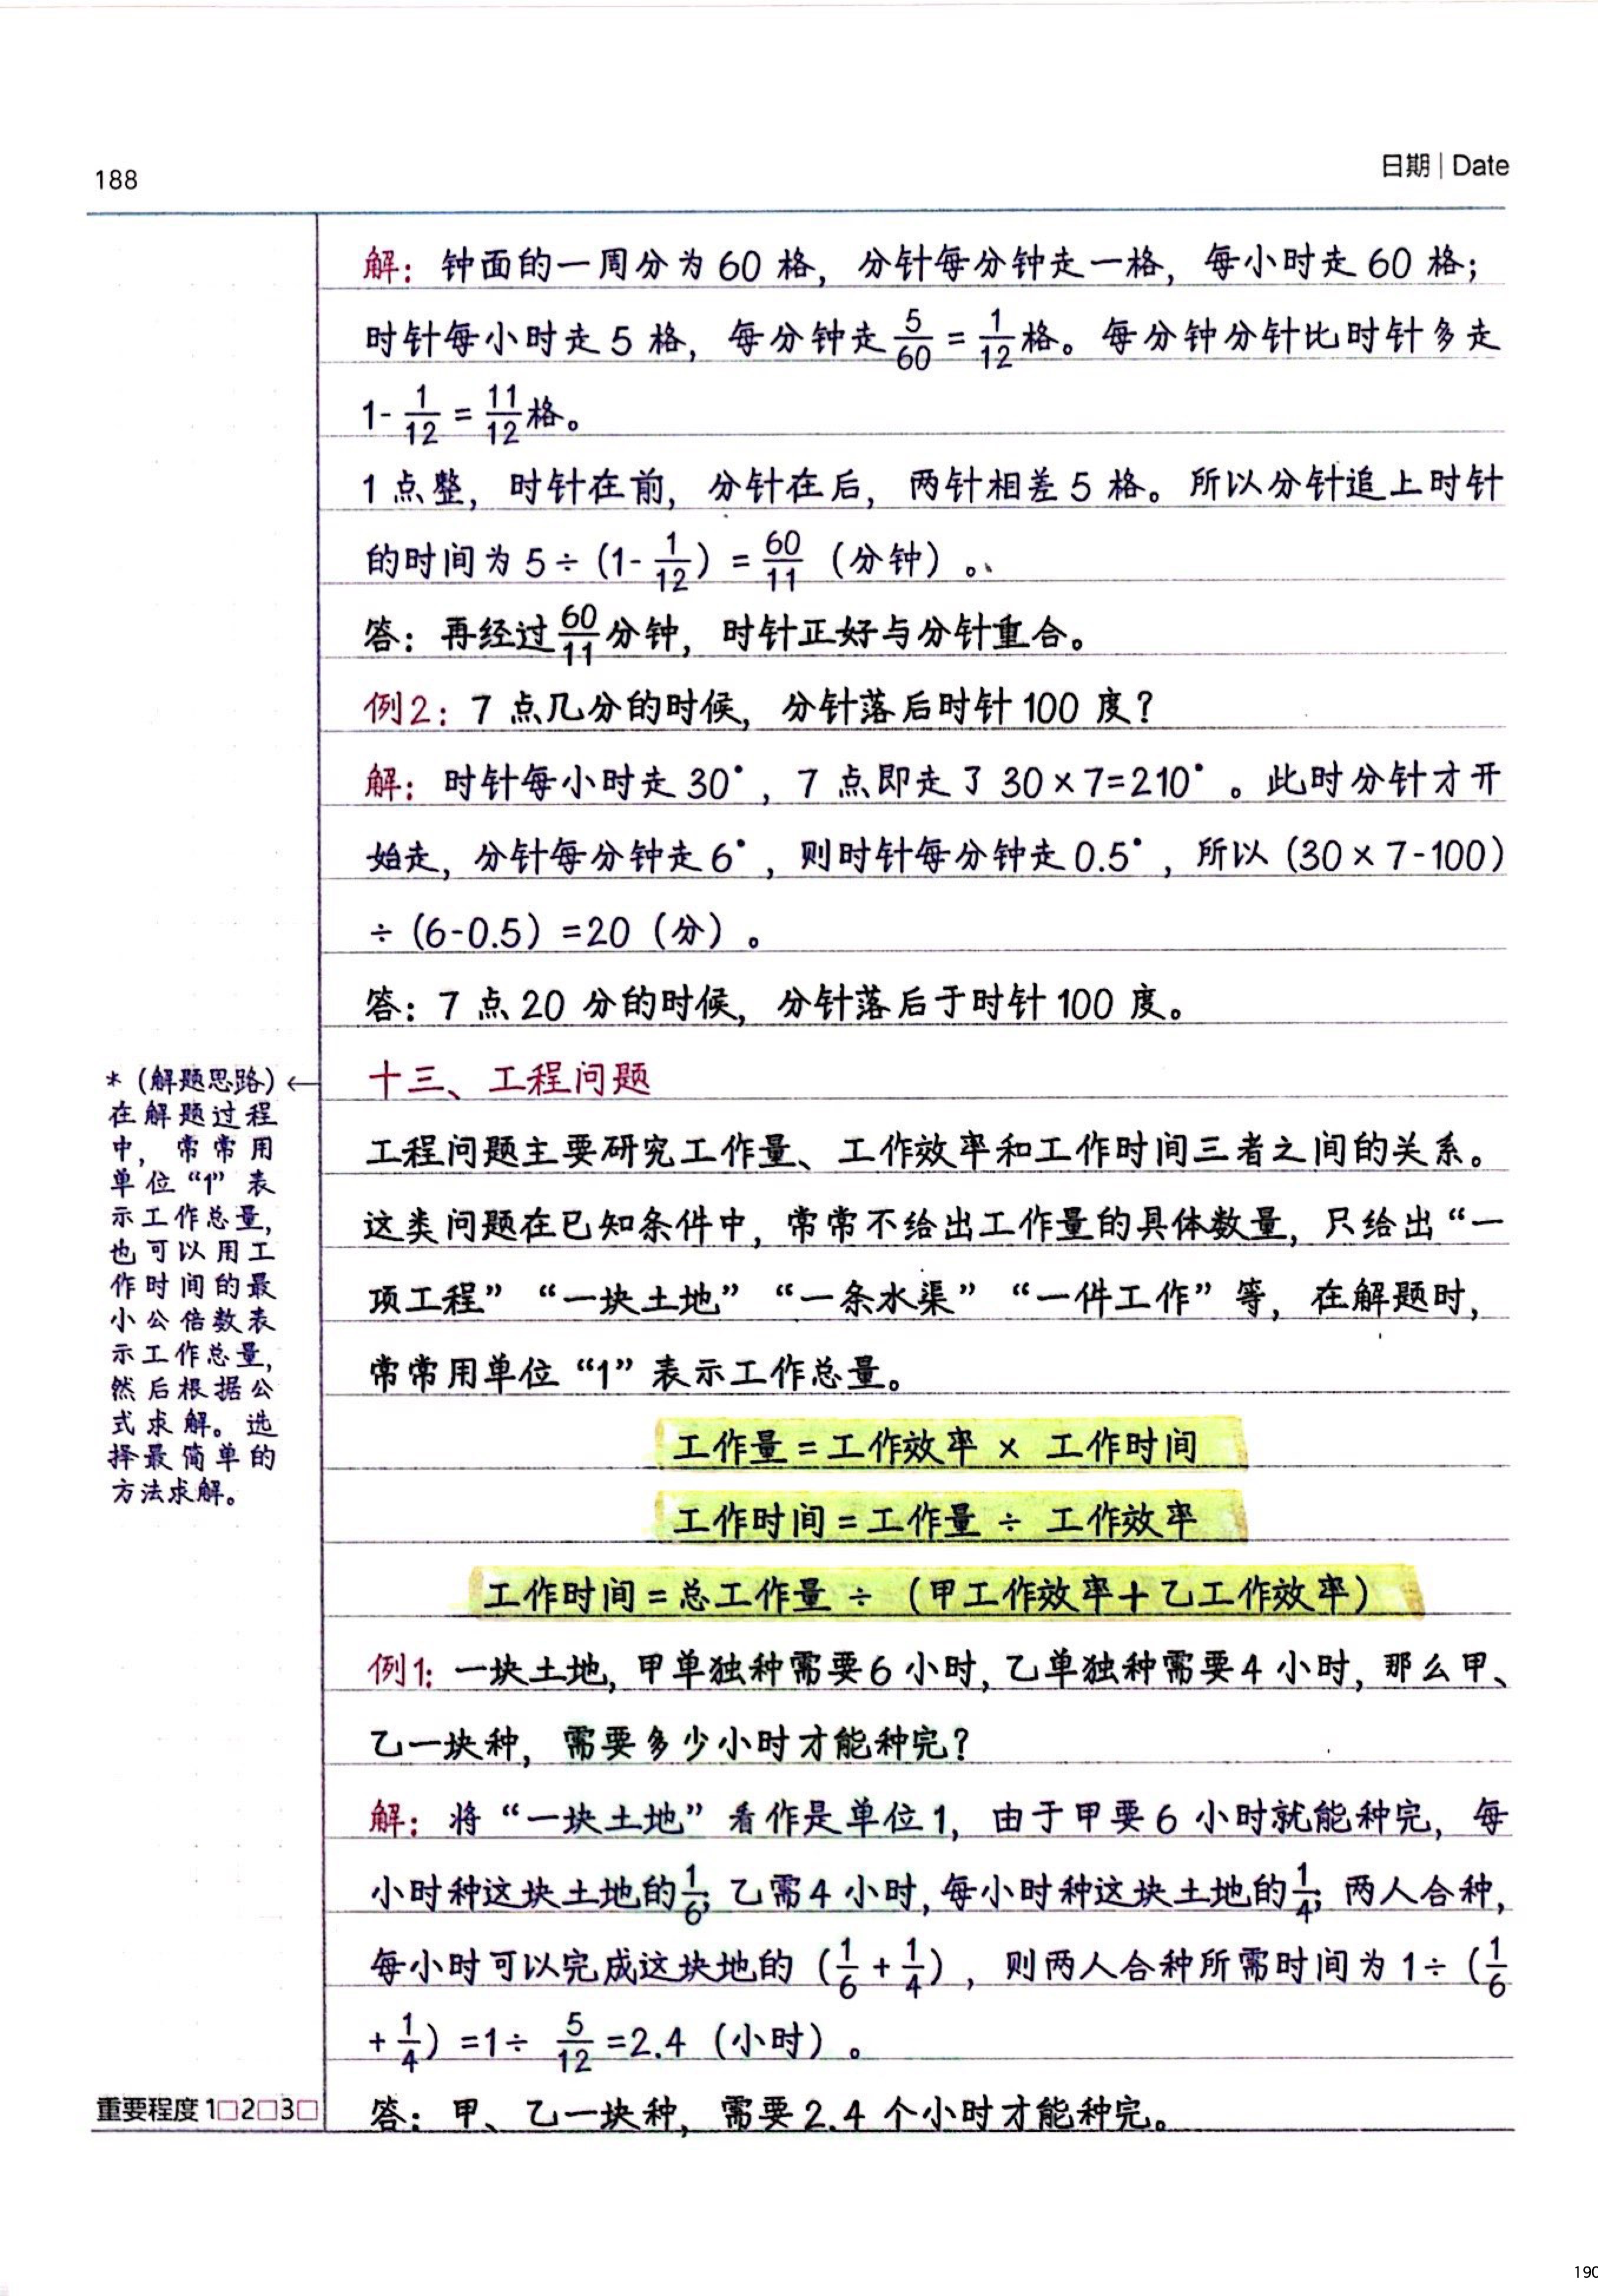 188
日期 | Date
解：钟面的一周分为60格，分针每分钟走一格，每小时走60格；
时针每小时走5格，每分钟走5/60=1/12格。每分钟分针比时针多走
1-1/12=11/12格。
1点整，时针在前，分针在后，两针相差5格。所以分针追上时针
的时间为5÷（1-1/12）=60/11（分钟）。
答：再经过60/11分钟，时针正好与分针重合。
例2：7点几分的时候，分针落后时针100度？
解：时针每小时走30°，7点即走了30×7=210°。此时分针才开
始走，分针每分钟走6°，则时针每分钟走0.5°，所以（30×7-100）
÷（6-0.5）=20（分）。
答：7点20分的时候，分针落后于时针100度。
*（解题思路）←
在解题过程
中，常常用
单位“1”表
示工作总量，
也可以用工
作时间的最
小公倍数表
示工作总量，
然后根据公
式求解。选
择最简单的
方法求解。
十三、工程问题
工程问题主要研究工作量、工作效率和工作时间三者之间的关系。
这类问题在已知条件中，常常不给出工作量的具体数量，只给出“一
项工程”“一块土地”“一条水渠”“一件工作”等，在解题时，
常常用单位“1”表示工作总量。
工作量=工作效率×工作时间
工作时间=工作量÷工作效率
工作时间=总工作量÷（甲工作效率+乙工作效率）
例1：一块土地，甲单独种需要6小时，乙单独种需要4小时，那么甲、
乙一块种，需要多少小时才能种完？
解：将“一块土地”看作是单位1，由于甲要6小时就能种完，每
小时种这块土地的1/6；乙需4小时，每小时种这块土地的1/4；两人合种，
每小时可以完成这块地的（1/6+1/4），则两人合种所需时间为1÷（1/6
+1/4）=1÷5/12=2.4（小时）。
答：甲、乙一块种，需要2.4个小时才能种完。
重要程度1□2□3□
190